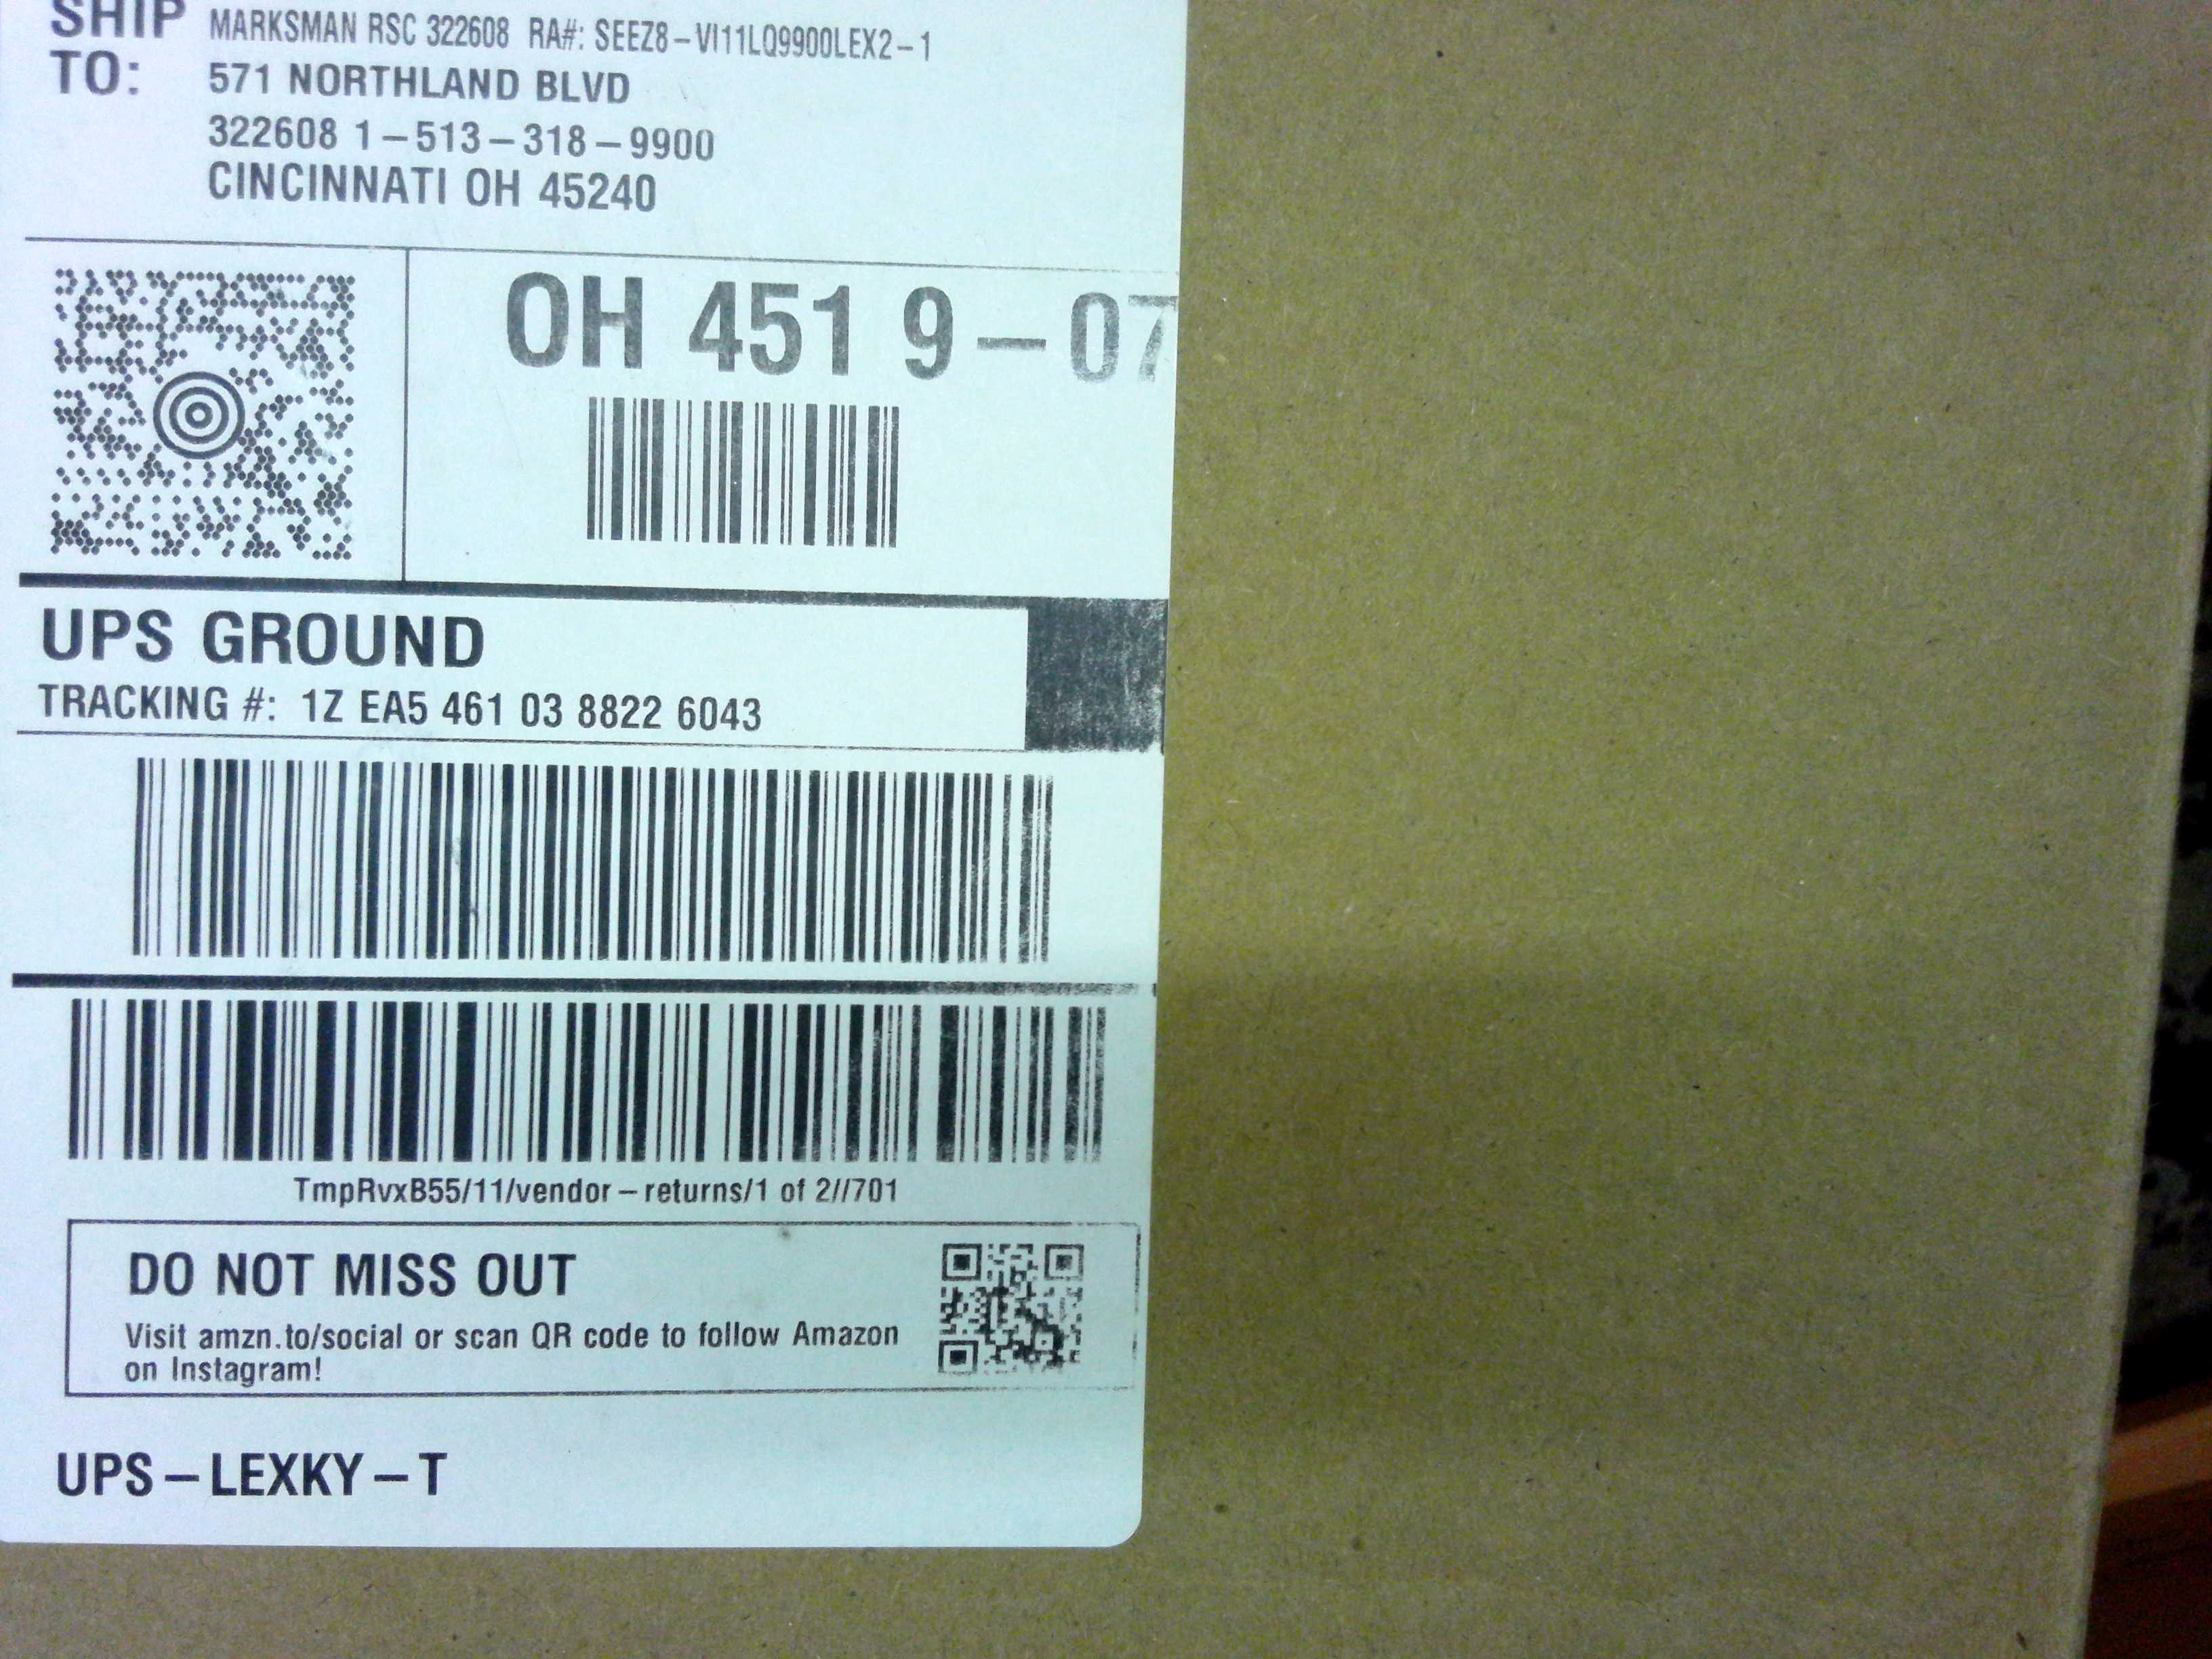 SHIP TO: MARKSMAN RSC 322608 RA#: SEEZ8-VI11LQ9900LEX2-1
571 NORTHLAND BLVD
322608 1-513-318-9900
CINCINNATI OH 45240
OH 451 9-07
UPS GROUND
TRACKING #: 1Z EA5 461 03 8822 6043
TmpRvxB55/11/vendor-returns/1 of 2//701
DO NOT MISS OUT
Visit amzn.to/social or scan QR code to follow Amazon
on Instagram!
UPS-LEXKY-T